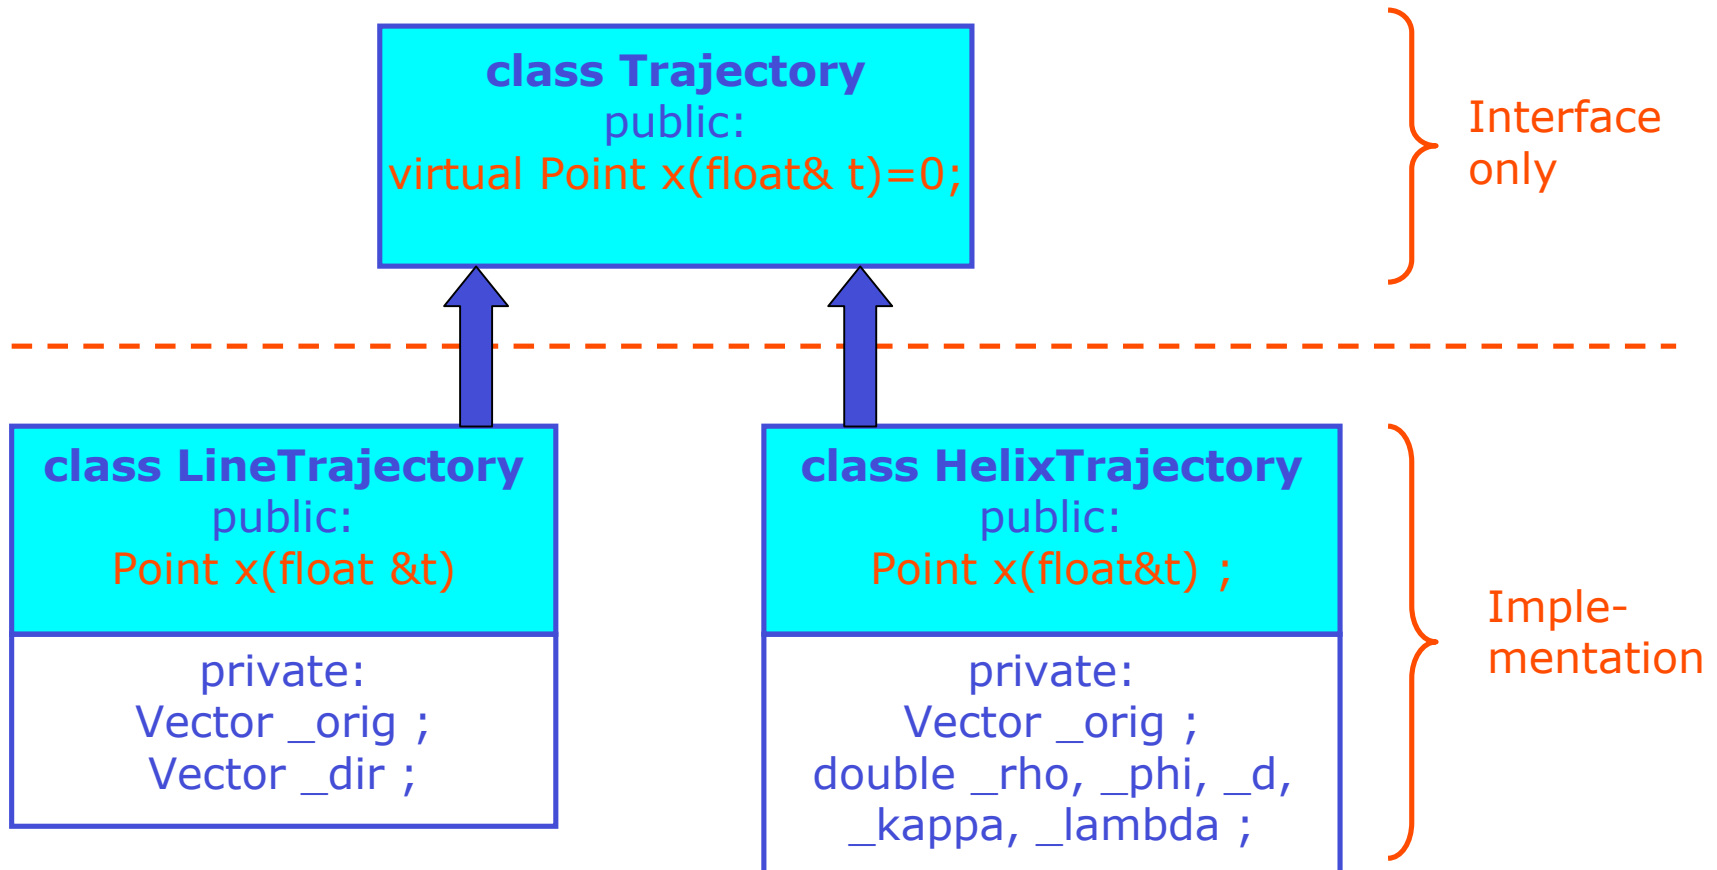 class Trajectory
public:
virtual Point x(float& t)=0;
Interface
only
class LineTrajectory
public:
Point x(float &t)
private:
Vector _orig ;
Vector _dir ;
class HelixTrajectory
public:
Point x(float&t) ;
private:
Vector _orig ;
double _rho, _phi, _d,
_kappa, _lambda ;
Imple-
mentation